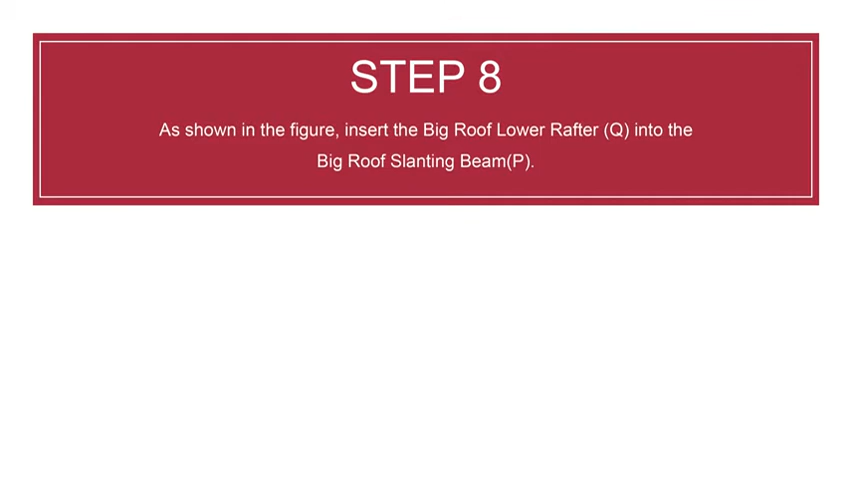 STEP 8
As shown in the figure, insert the Big Roof Lower Rafter (Q) into the
Big Roof Slanting Beam(P).